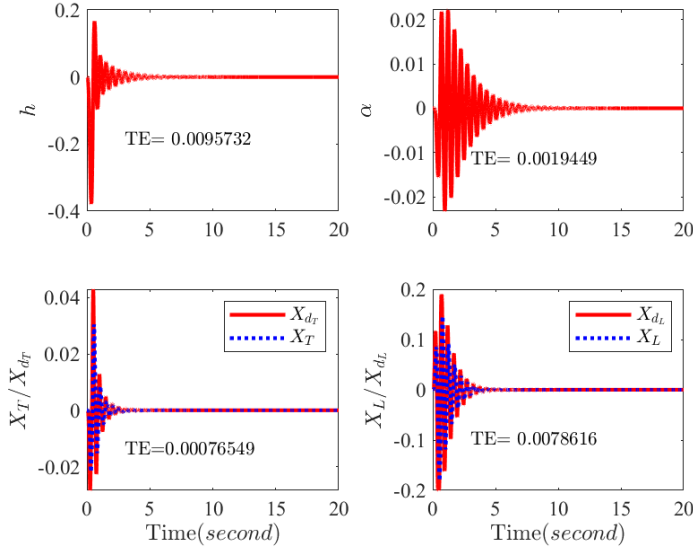 0.2
0
-0.2
-0.4
h
TE= 0.0095732
0 5 10 15 20
0.02
0.01
0
-0.01
-0.02
α
TE= 0.0019449
0 5 10 15 20
0.04
0.02
0
-0.02
X_T/X_{d_T}
X_{d_T}
X_T
TE=0.00076549
0 5 10 15 20
Time(second)
0.2
0.1
0
-0.1
-0.2
X_L/X_{d_L}
X_{d_L}
X_L
TE= 0.0078616
0 5 10 15 20
Time(second)